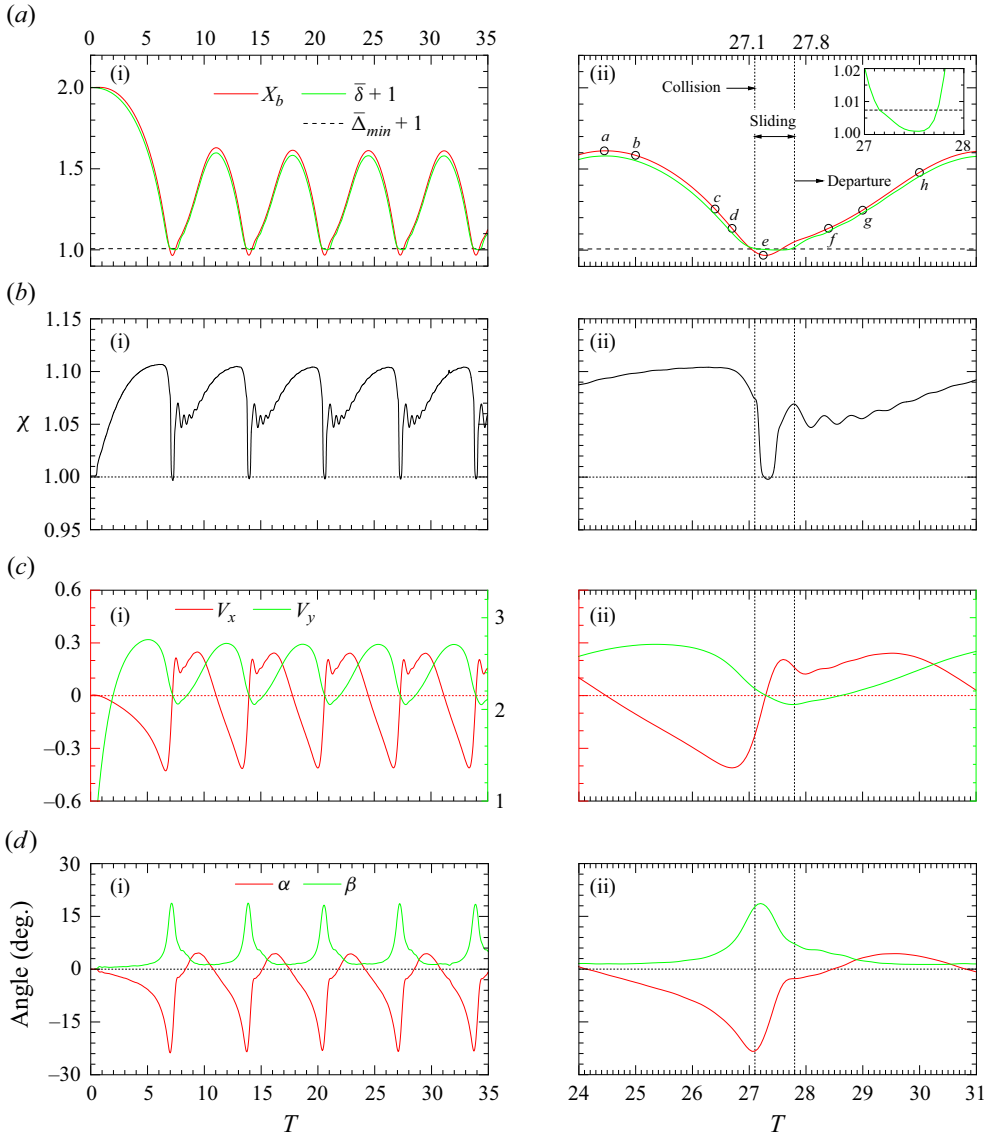 (a)
0 5 10 15 20 25 30 35
27.1 27.8
(i)
X_b
δ̅ + 1
Δ̅_min + 1
2.0
1.5
1.0
(ii)
Collision
Sliding
Departure
a
b
c
d
e
f
g
h
1.02
1.01
1.00
27 28
(b)
(i)
(ii)
χ
1.15
1.10
1.05
1.00
0.95
(c)
(i)
V_x
V_y
(ii)
0.6
0.3
0
–0.3
–0.6
3
2
1
(d)
(i)
α
β
(ii)
Angle (deg.)
30
15
0
–15
–30
0 5 10 15 20 25 30 35
24 25 26 27 28 29 30 31
T
T